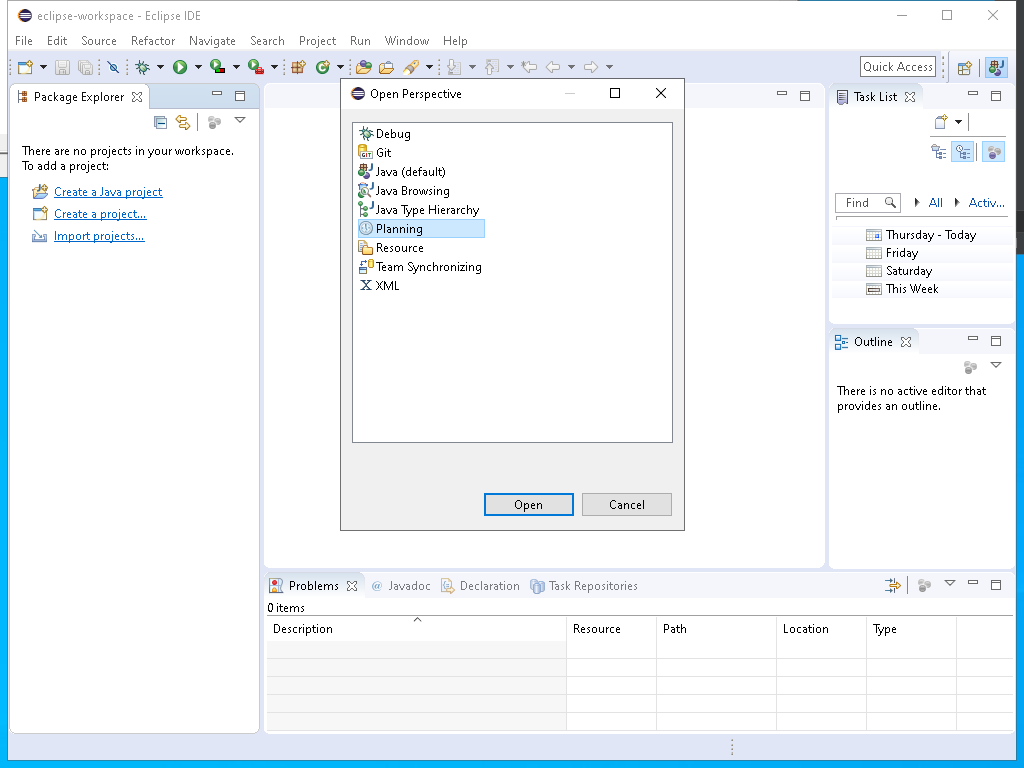 eclipse-workspace - Eclipse IDE
File Edit Source Refactor Navigate Search Project Run Window Help
Quick Access
Package Explorer
There are no projects in your workspace.
To add a project:
Create a Java project
Create a project...
Import projects...
Open Perspective
Debug
Git
Java (default)
Java Browsing
Java Type Hierarchy
Planning
Resource
Team Synchronizing
XML
Open Cancel
Task List
Find All Activ...
Thursday - Today
Friday
Saturday
This Week
Outline
There is no active editor that
provides an outline.
Problems @ Javadoc Declaration Task Repositories
0 items
Description Resource Path Location Type